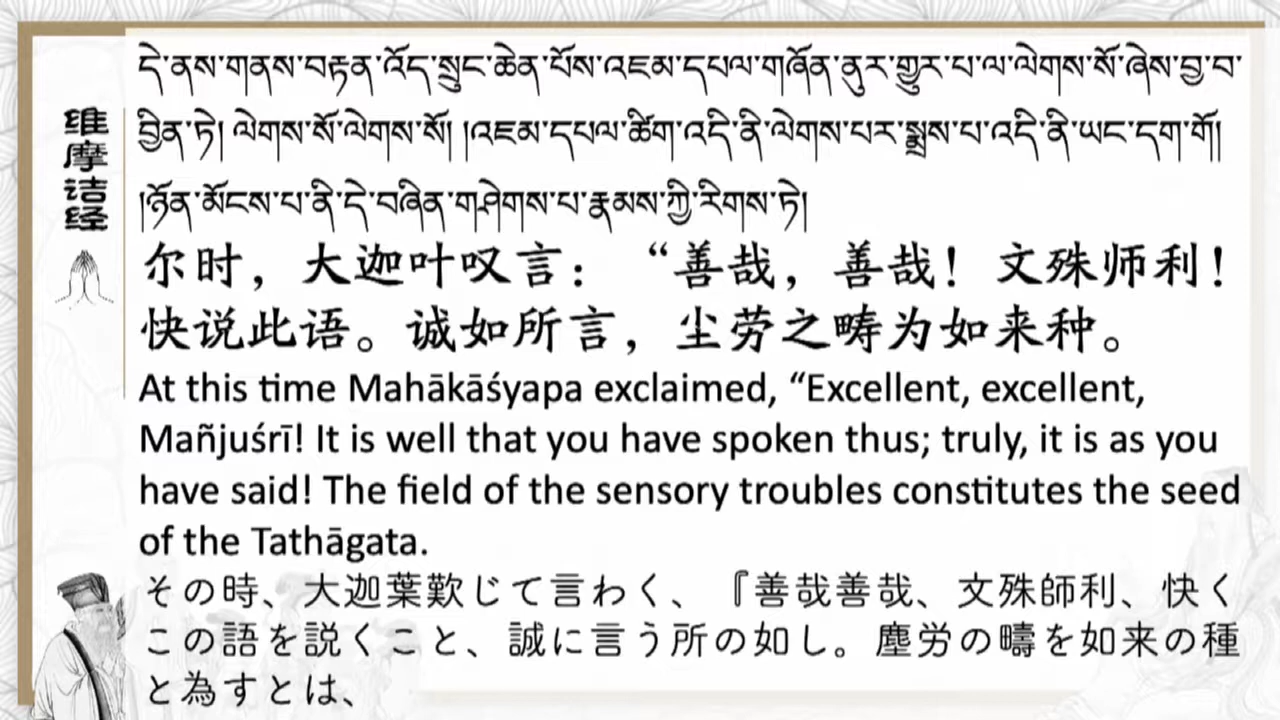 维摩诘经
དེ་ནས་གནས་བརྟན་འོད་སྲུང་ཆེན་པོས་འཇམ་དཔལ་གཞོན་ནུར་གྱུར་པ་ལ་ལེགས་སོ་ཞེས་བྱ་བ་
བྱིན་ཏེ། ལེགས་སོ་ལེགས་སོ། །འཇམ་དཔལ་ཚིག་འདི་ནི་ལེགས་པར་སྨྲས་པ་འདི་ནི་ཡང་དག་གོ།
།ཉོན་མོངས་པ་ནི་དེ་བཞིན་གཤེགས་པ་རྣམས་ཀྱི་རིགས་ཏེ།
尔时，大迦叶叹言：“善哉，善哉！文殊师利！
快说此语。诚如所言，尘劳之畴为如来种。
At this time Mahākāśyapa exclaimed, “Excellent, excellent,
Mañjuśrī! It is well that you have spoken thus; truly, it is as you
have said! The field of the sensory troubles constitutes the seed
of the Tathāgata.
その時、大迦葉歎じて言わく、『善哉善哉、文殊師利、快く
この語を説くこと、誠に言う所の如し。塵労の疇を如来の種
と為すとは、